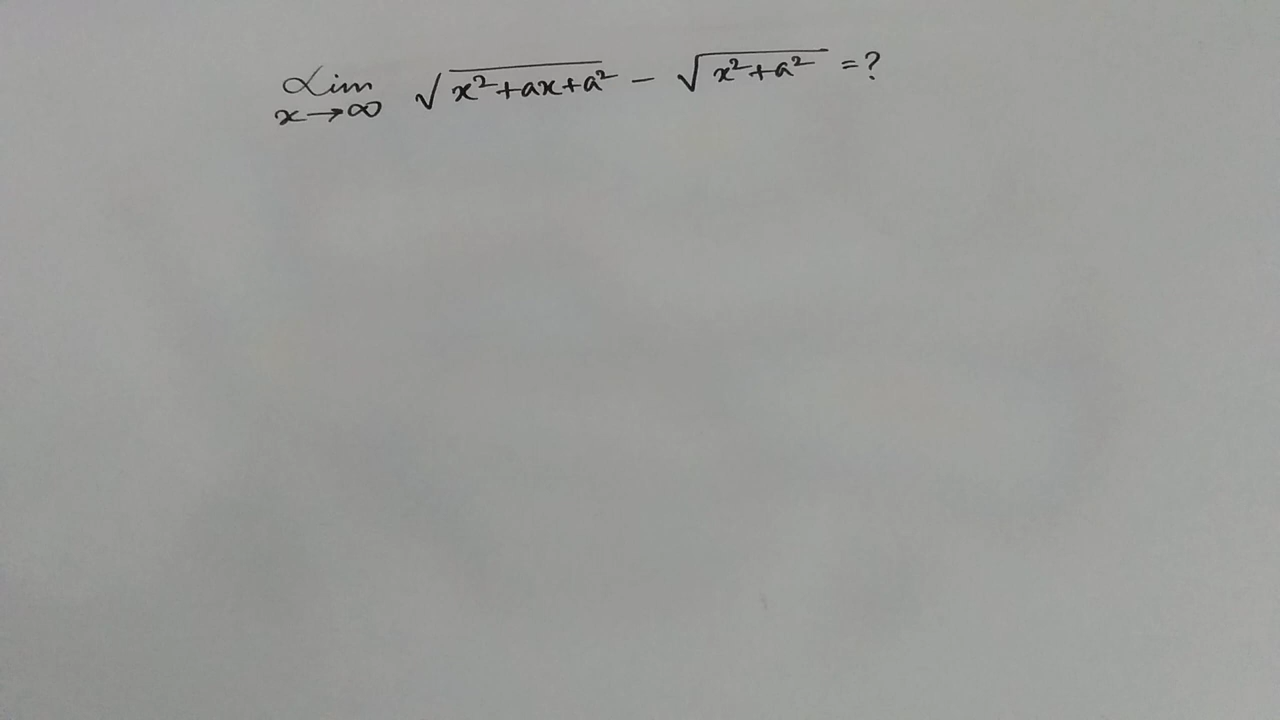 Lim x→∞ √(x²+ax+a²) − √(x²+a²) = ?